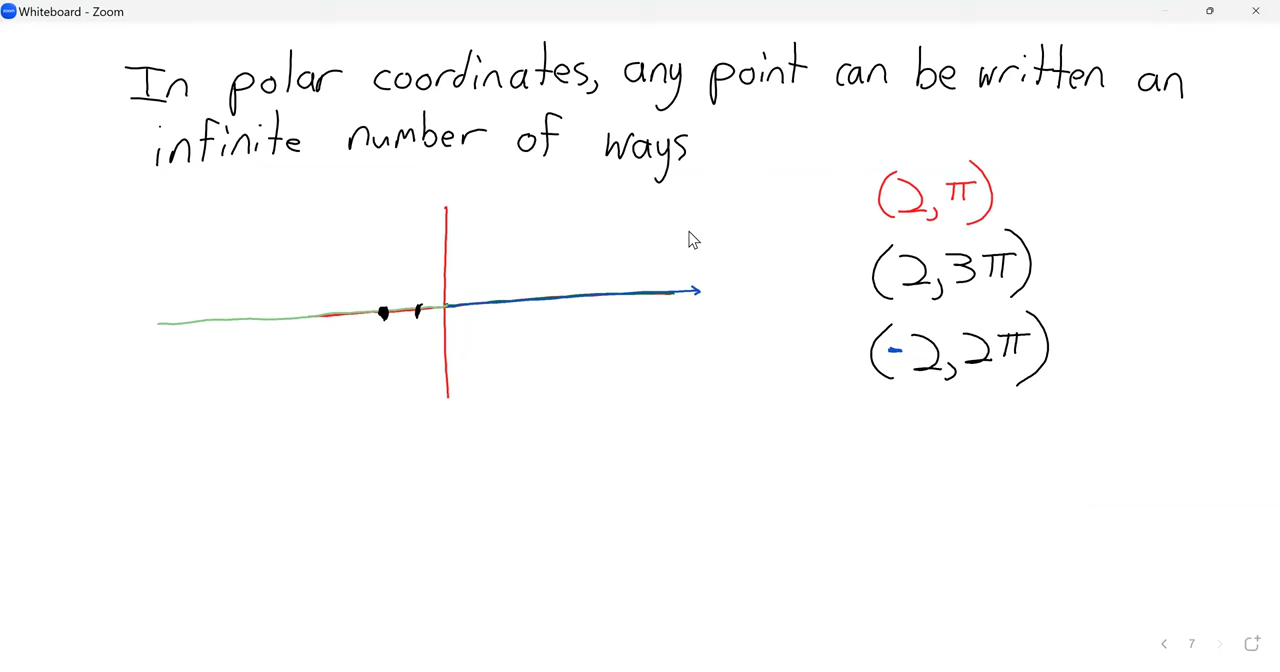 Whiteboard - Zoom
In polar coordinates, any point can be written an
infinite number of ways
(2, π)
(2, 3π)
(-2, 2π)
7